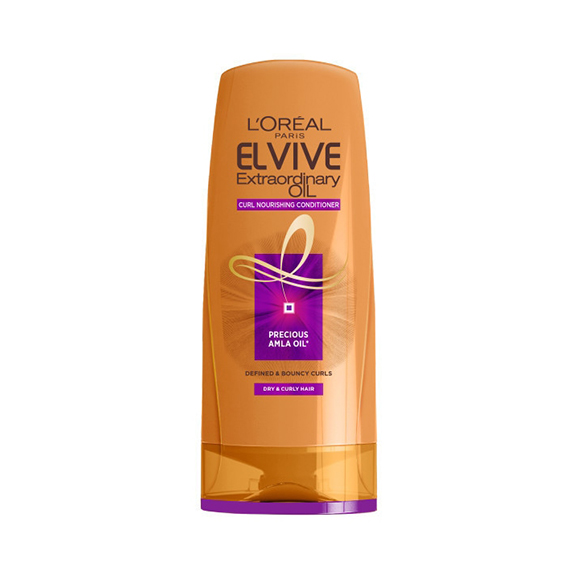 L'ORÉAL
PARIS
ELVIVE
Extraordinary
OIL
CURL NOURISHING CONDITIONER
PRECIOUS
AMLA OIL*
DEFINED & BOUNCY CURLS
DRY & CURLY HAIR